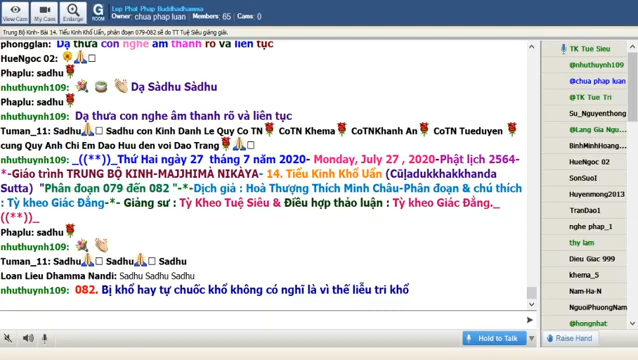 Lep Phat Phap Buddhadhamma
Owner: chua phap luan | Members: 65 | Cams: 0
View Cam
My Cam
Enlarge
G
ROOM
Trung Bộ Kinh- Bài 14. Tiểu Kinh Khổ Uẩn, phân đoạn 079-082 sẽ do TT Tuệ Siêu giảng giải.
phongglan: Dạ thưa con nghe âm thanh rõ và liên tục
HueNgoc 02:
Phaplu: sadhu
nhuthuynh109: Dạ Sàdhu Sàdhu
Phaplu: sadhu
nhuthuynh109: Dạ thưa con nghe âm thanh rõ và liên tục
Tuman_11: Sadhu Sadhu con Kinh Danh Le Quy Co TN CoTN Khema CoTNKhanh An CoTN Tueduyen
cung Quy Anh Chi Em Dao Huu den voi Dao Trang
nhuthuynh109: _((**))_Thứ Hai ngày 27 tháng 7 năm 2020- Monday, July 27 , 2020-Phật lịch 2564-
*-Giáo trình TRUNG BỘ KINH-MAJJHIMÀ NIKÀYA- 14. Tiểu Kinh Khổ Uẩn (Cūḷadukkhakkhanda
Sutta) "Phân đoạn 079 đến 082 "-*-Dịch giả : Hoà Thượng Thích Minh Châu-Phân đoạn & chú thích
: Tỳ kheo Giác Đẳng-*- Giảng sư : Tỳ Kheo Tuệ Siêu & Điều hợp thảo luận : Tỳ kheo Giác Đẳng._
((**))_
Phaplu: sadhu
nhuthuynh109:
Tuman_11: Sadhu Sadhu Sadhu
Loan Lieu Dhamma Nandi: Sadhu Sadhu Sadhu
nhuthuynh109: 082. Bị khổ hay tự chuốc khổ không có nghĩ là vì thế liễu tri khổ
TK Tue Sieu
@nhuthuynh109
@chua phap luan
@TK Tue Tri
Su_Nguyenthong
@Lang Gia Ngu...
BinhMinhHoang...
HueNgoc 02
SonSuoI
Huyenmong2013
TranDao1
nghe phap_1
thy lam
Dieu Giac 999
khema_5
Nam-Ha-N
NguoiPhuongNam
@hongnhat
Hold to Talk
Raise Hand